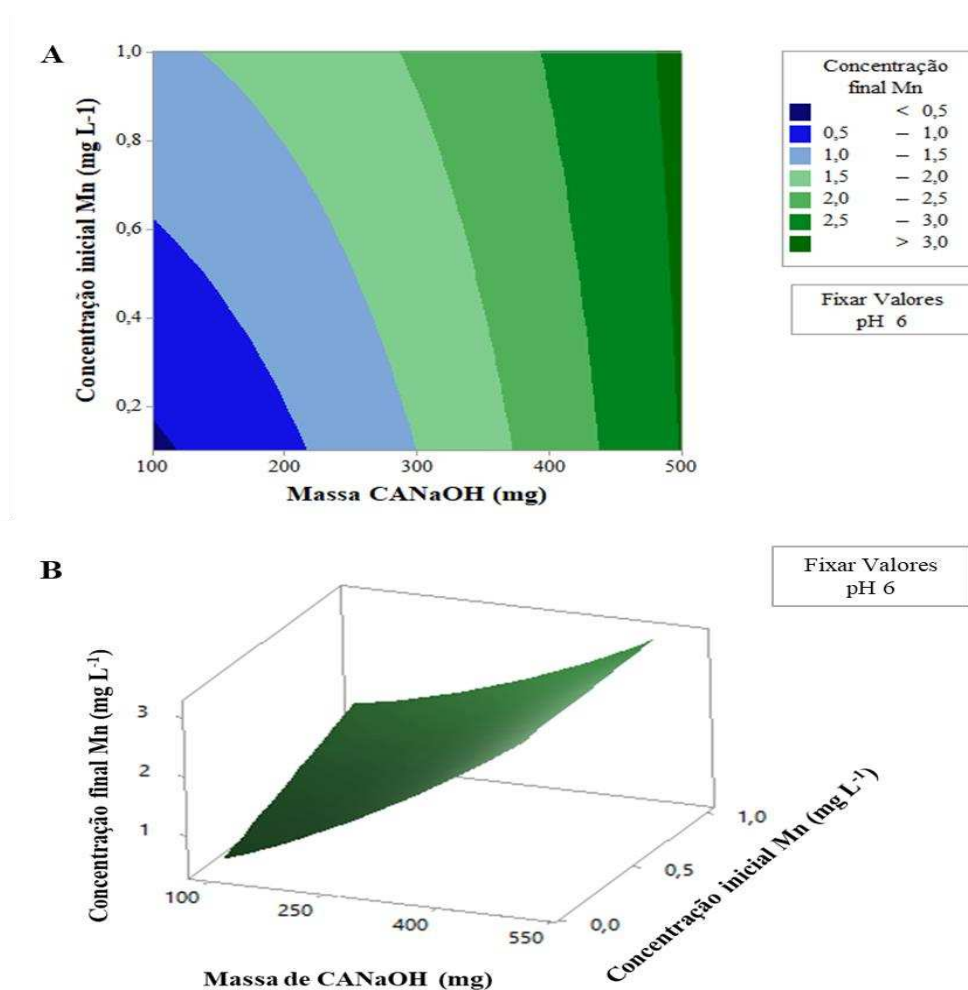 A
Concentração inicial Mn (mg L-1)
1,0
0,8
0,6
0,4
0,2
100
200
300
400
500
Massa CANaOH (mg)
Concentração
final Mn
< 0,5
0,5 – 1,0
1,0 – 1,5
1,5 – 2,0
2,0 – 2,5
2,5 – 3,0
> 3,0
Fixar Valores
pH 6
B
Fixar Valores
pH 6
Concentração final Mn (mg L⁻¹)
3
2
1
100
250
400
550
Massa de CANaOH (mg)
0,0
0,5
1,0
Concentração inicial Mn (mg L⁻¹)